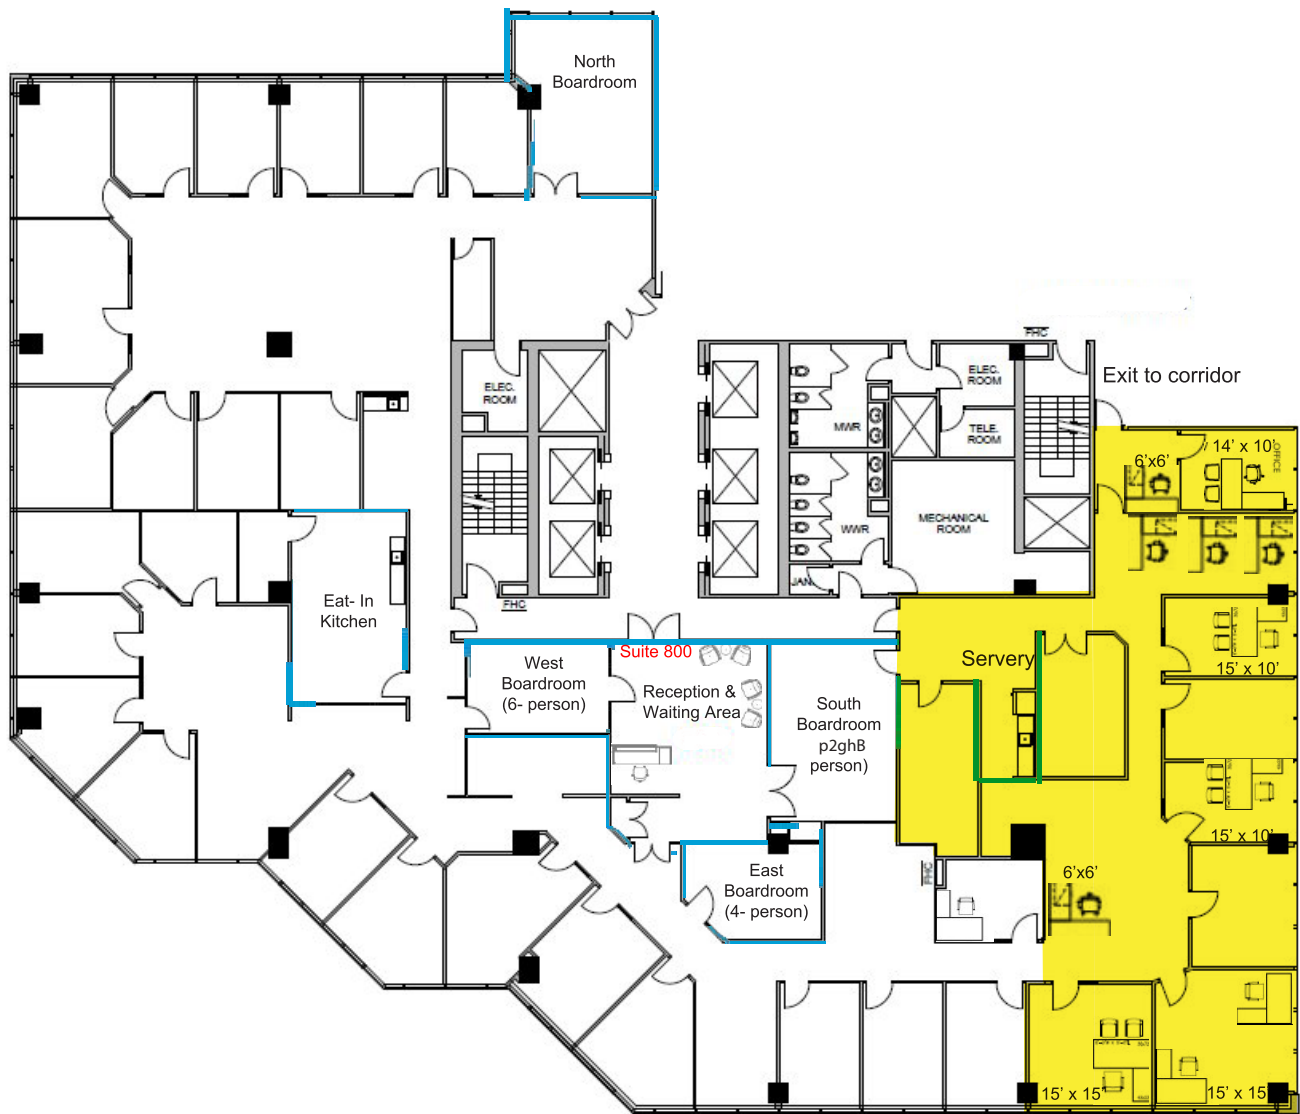 North
Boardroom
FHC
Exit to corridor
ELEC.
ROOM
ELEC.
ROOM
MWR
TELE.
ROOM
6'x6'
14' x 10'
OFFICE
MECHANICAL
ROOM
WWR
JAN.
FHC
Eat- In
Kitchen
Suite 800
West
Boardroom
(6- person)
Reception &
Waiting Area
South
Boardroom
p2ghB
person)
Servery
15' x 10'
15' x 10'
East
Boardroom
(4- person)
FHC
6'x6'
15' x 15'
15' x 15'